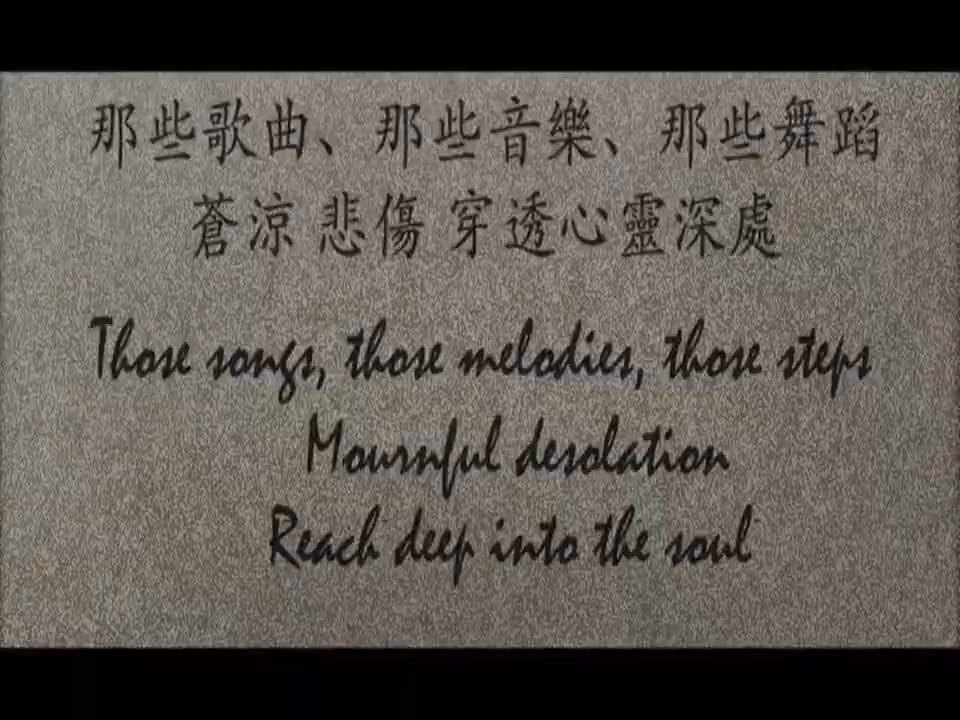 那些歌曲、那些音樂、那些舞蹈
蒼涼 悲傷 穿透心靈深處
Those songs, those melodies, those steps
Mournful desolation
Reach deep into the soul